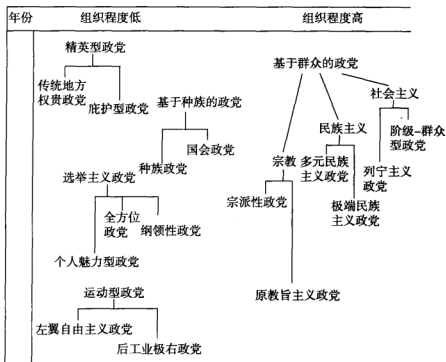 年份 组织程度低 组织程度高
精英型政党
基于群众的政党
传统地方
权贵政党
庇护型政党
基于种族的政党
社会主义
民族主义
阶级-群众
型政党
国会政党
种族政党
宗教
多元民族
主义政党
列宁主义
政党
选举主义政党
宗派性政党
极端民族
主义政党
全方位
政党
纲领性政党
个人魅力型政党
运动型政党
原教旨主义政党
左翼自由主义政党
后工业极右政党